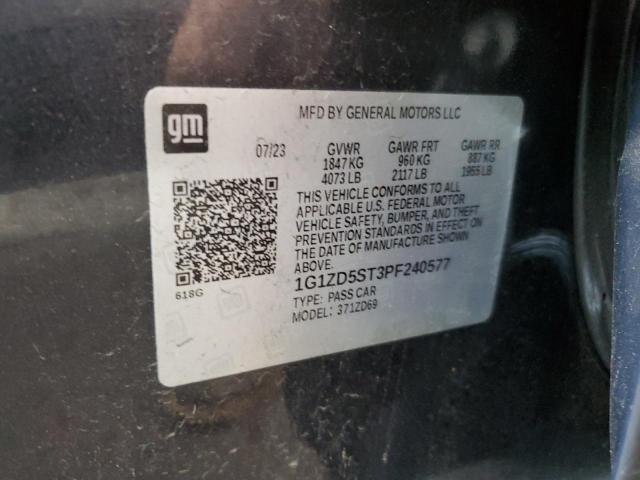 gm
MFD BY GENERAL MOTORS LLC
07/23 GVWR GAWR FRT GAWR RR
1847 KG 960 KG 887 KG
4073 LB 2117 LB 1955 LB
THIS VEHICLE CONFORMS TO ALL
APPLICABLE U.S. FEDERAL MOTOR
VEHICLE SAFETY, BUMPER, AND THEFT
PREVENTION STANDARDS IN EFFECT ON
THE DATE OF MANUFACTURE SHOWN
ABOVE.
1G1ZD5ST3PF240577
618G
TYPE: PASS CAR
MODEL: 371ZD69